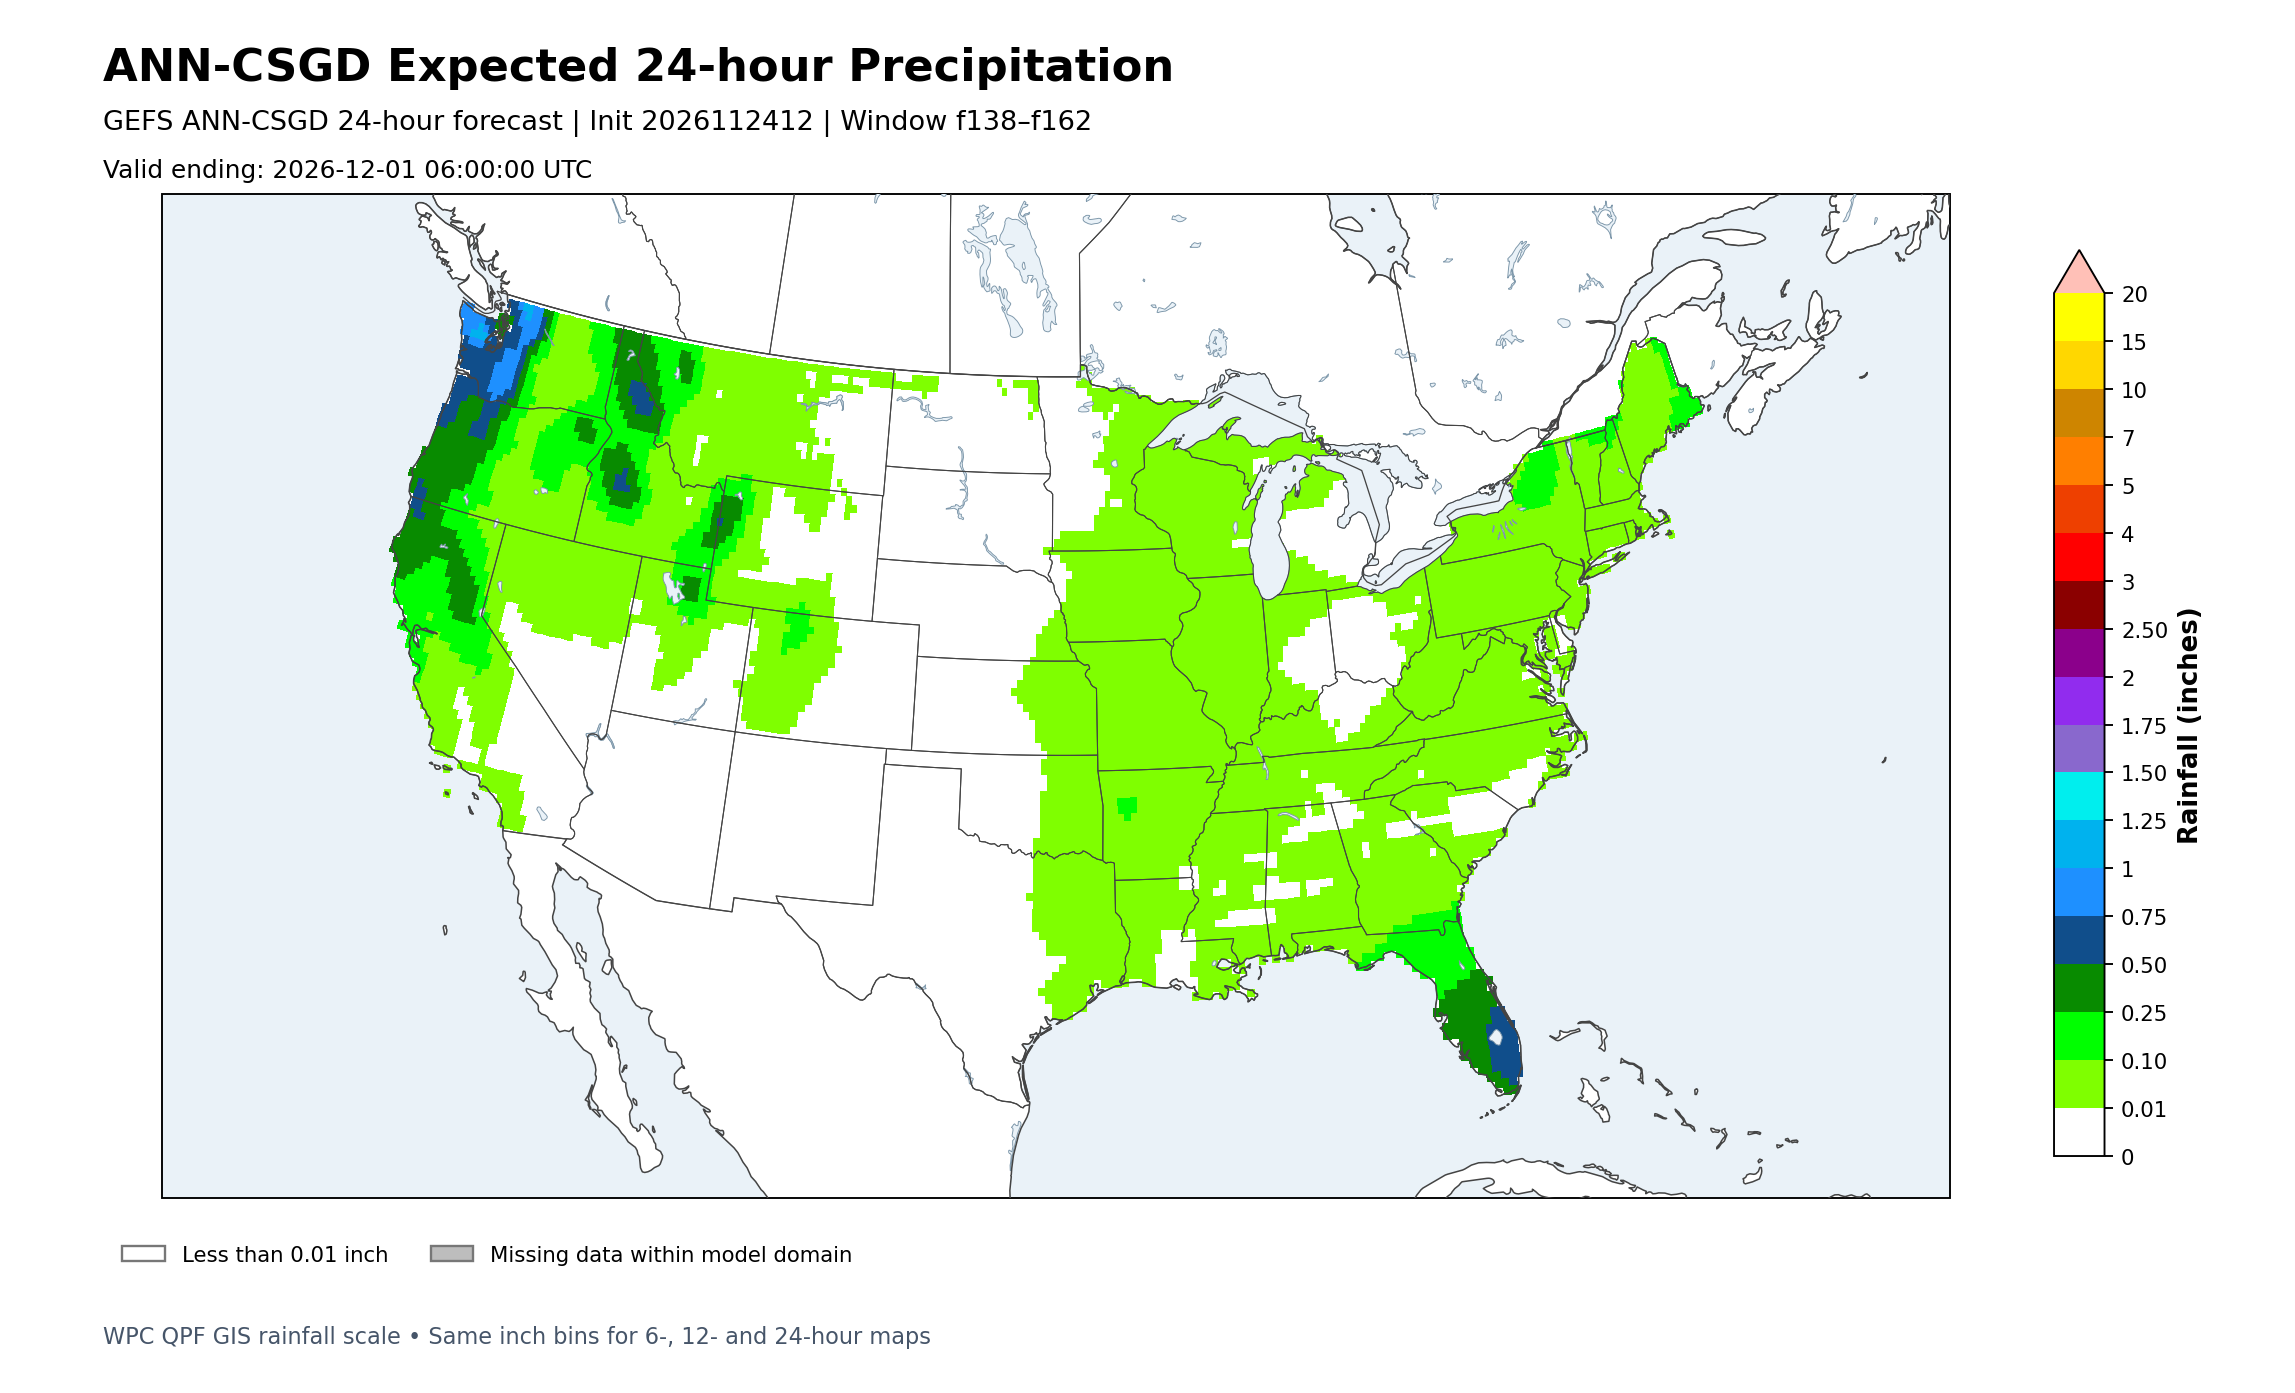 ANN-CSGD Expected 24-hour Precipitation
GEFS ANN-CSGD 24-hour forecast | Init 2026112412 | Window f138–f162
Valid ending: 2026-12-01 06:00:00 UTC
20
15
10
7
5
4
3
2.50
2
1.75
1.50
1.25
1
0.75
0.50
0.25
0.10
0.01
0
Rainfall (inches)
Less than 0.01 inch
Missing data within model domain
WPC QPF GIS rainfall scale • Same inch bins for 6-, 12- and 24-hour maps